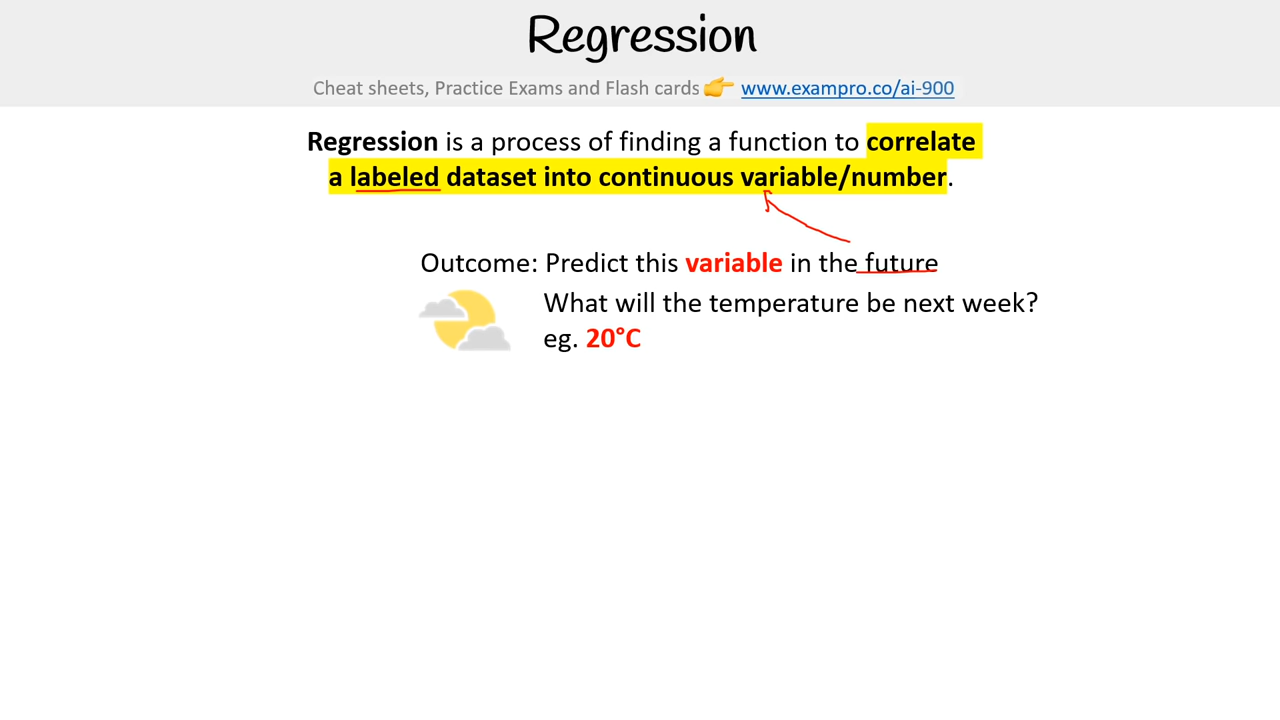 Regression
Cheat sheets, Practice Exams and Flash cards 👉 www.exampro.co/ai-900
Regression is a process of finding a function to correlate
a labeled dataset into continuous variable/number.
Outcome: Predict this variable in the future
What will the temperature be next week?
eg. 20°C